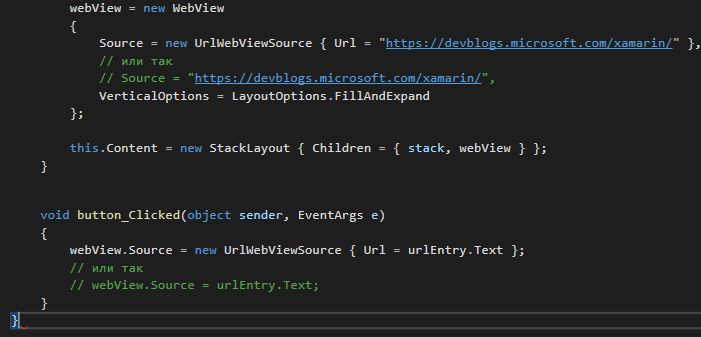 webView = new WebView
{
Source = new UrlWebViewSource { Url = "https://devblogs.microsoft.com/xamarin/" },
// или так
// Source = "https://devblogs.microsoft.com/xamarin/",
VerticalOptions = LayoutOptions.FillAndExpand
};
this.Content = new StackLayout { Children = { stack, webView } };
}
void button_Clicked(object sender, EventArgs e)
{
webView.Source = new UrlWebViewSource { Url = urlEntry.Text };
// или так
// webView.Source = urlEntry.Text;
}
}